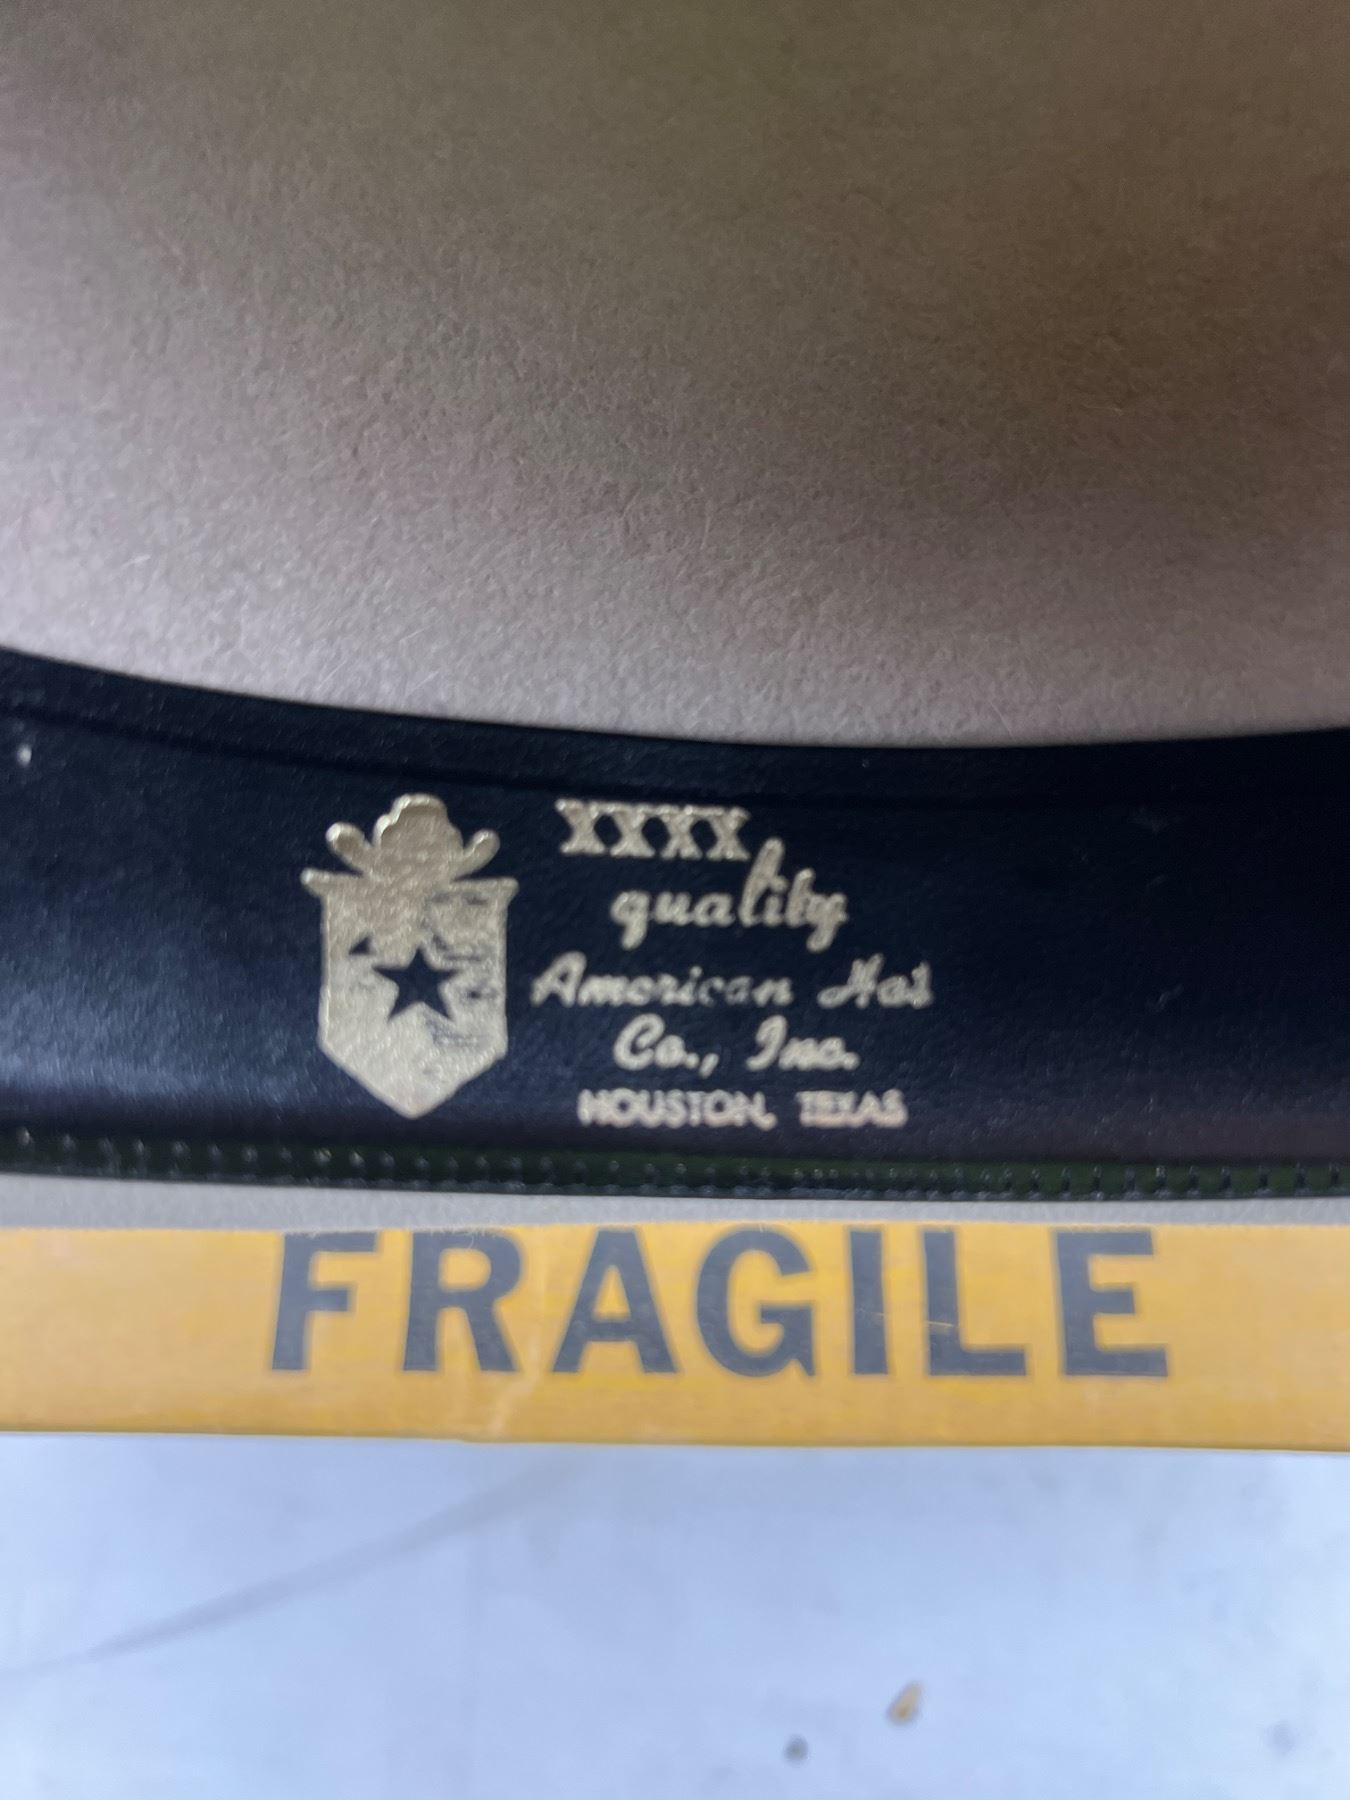 XXXX
quality
American Hat
Co., Inc.
HOUSTON, TEXAS
FRAGILE